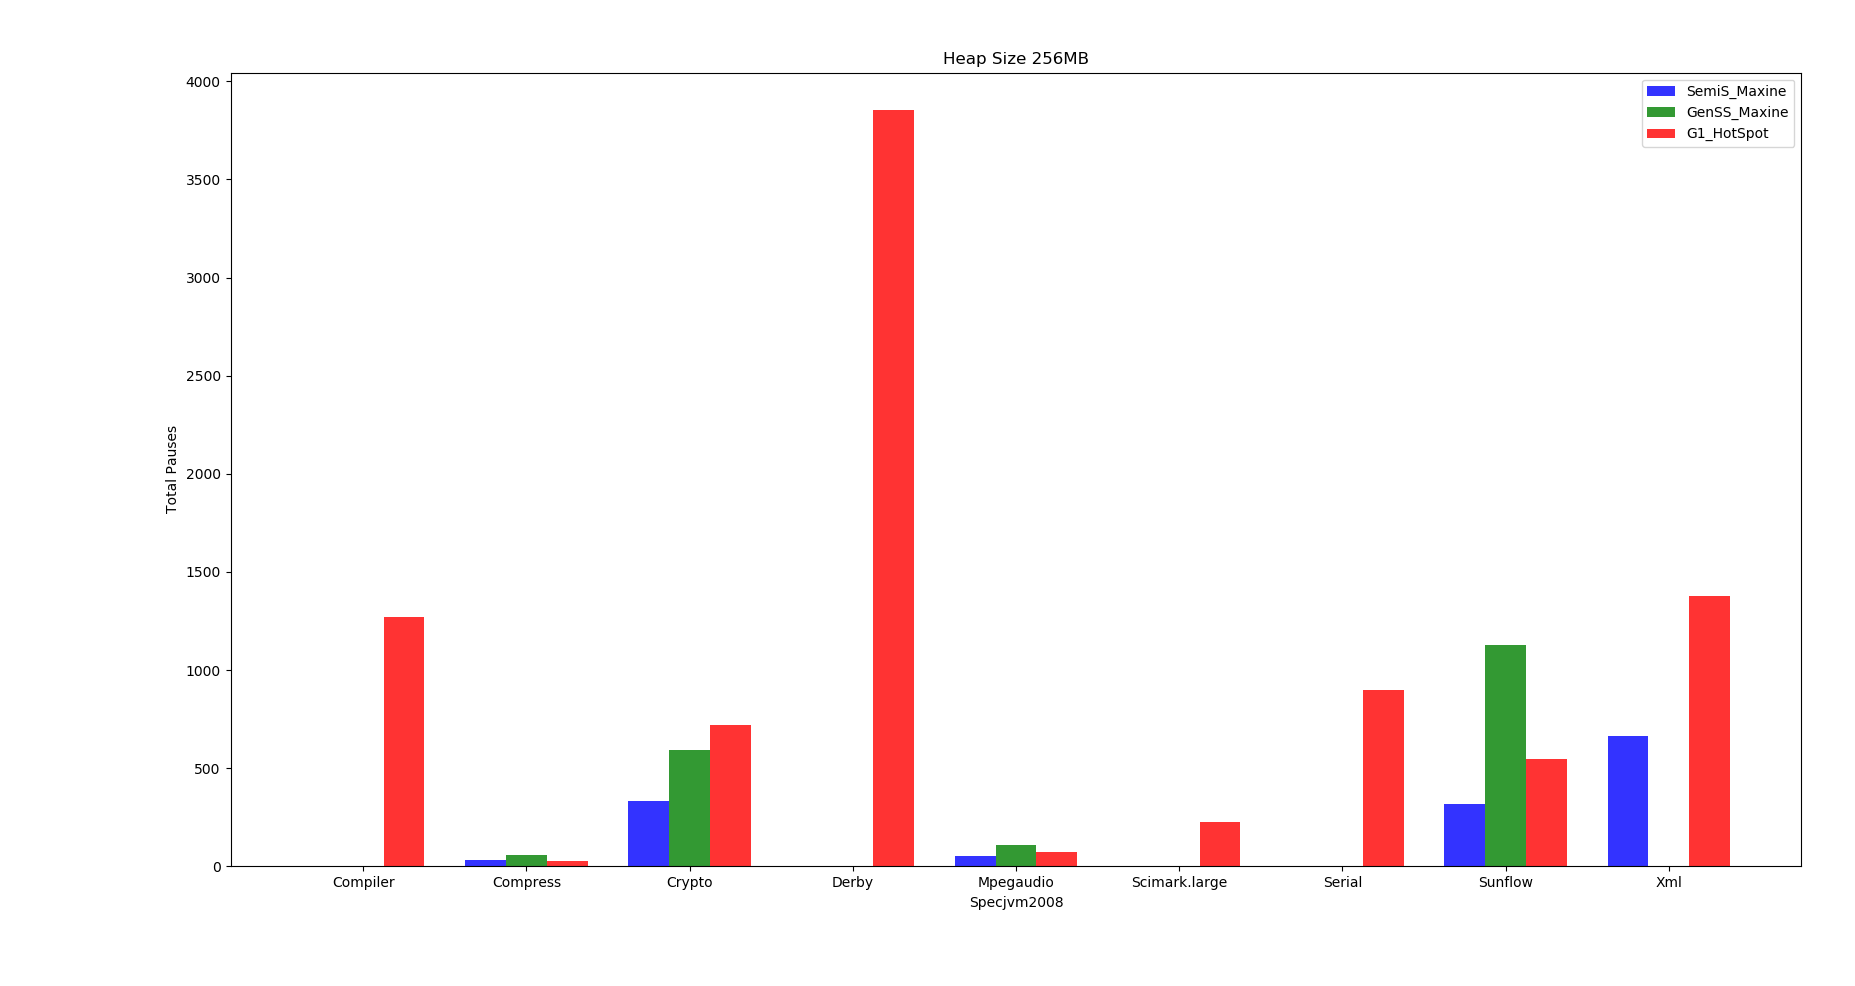 Heap Size 256MB
SemiS_Maxine
GenSS_Maxine
G1_HotSpot
4000
3500
3000
2500
2000
1500
1000
500
0
Total Pauses
Compiler Compress Crypto Derby Mpegaudio Scimark.large Serial Sunflow Xml
Specjvm2008